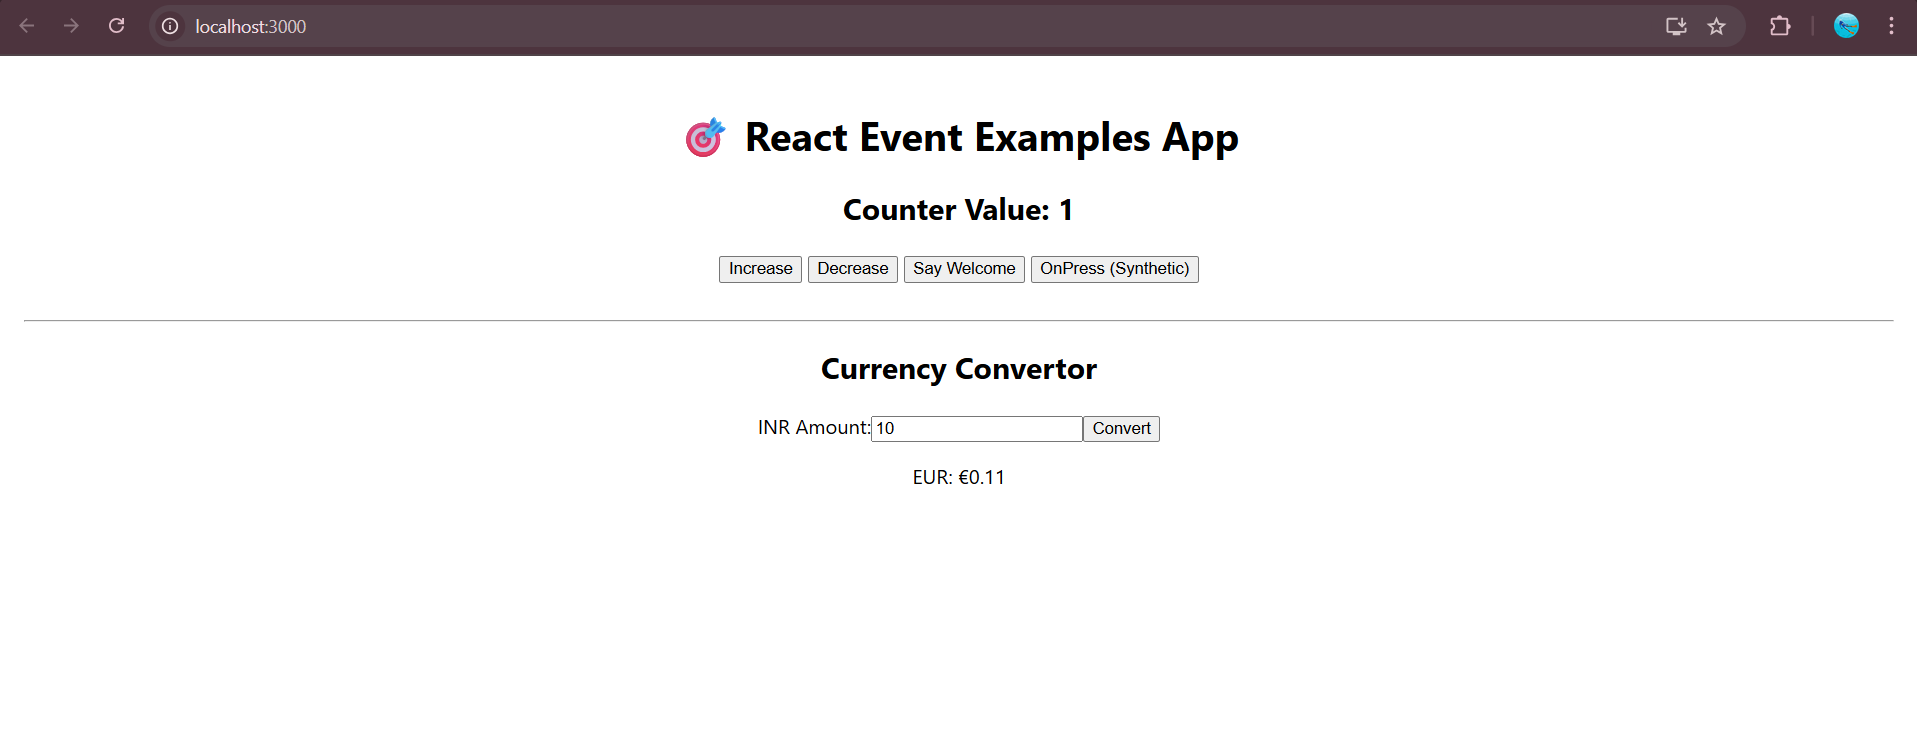 localhost:3000
🎯 React Event Examples App
Counter Value: 1
Increase Decrease Say Welcome OnPress (Synthetic)
Currency Convertor
INR Amount: 10 Convert
EUR: €0.11